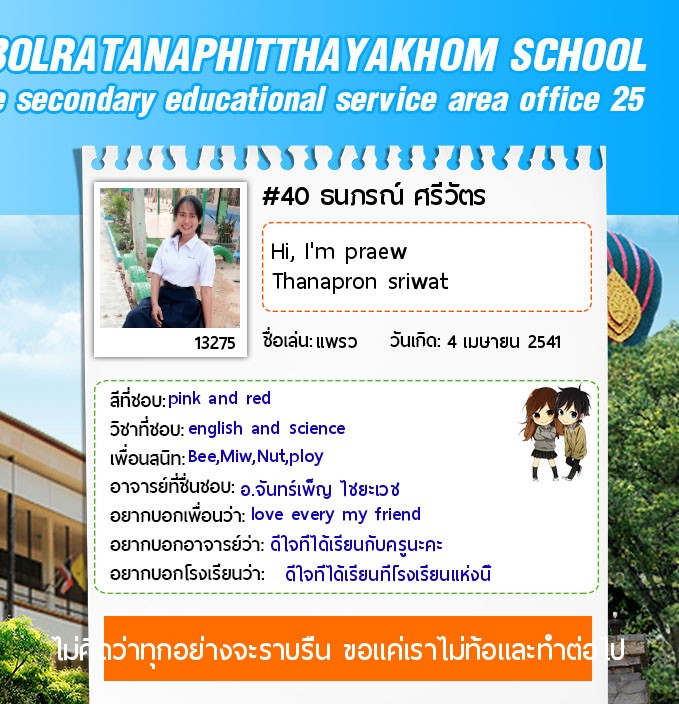 BOLRATANAPHITTHAYAKHOM SCHOOL
e secondary educational service area office 25
#40 ธนภรณ์ ศรีวัตร
Hi, I'm praew
Thanapron sriwat
13275
ชื่อเล่น: แพรว วันเกิด: 4 เมษายน 2541
สีที่ชอบ: pink and red
วิชาที่ชอบ: english and science
เพื่อนสนิท: Bee,Miw,Nut,ploy
อาจารย์ที่ชื่นชอบ: อ.จันทร์เพ็ญ ไชยะเวช
อยากบอกเพื่อนว่า: love every my friend
อยากบอกอาจารย์ว่า: ดีใจที่ได้เรียนกับครูนะคะ
อยากบอกโรงเรียนว่า: ดีใจที่ได้เรียนที่โรงเรียนแห่งนี้
ไม่คิดว่าทุกอย่างจะราบรื่น ขอแค่เราไม่ท้อและทำต่อไป